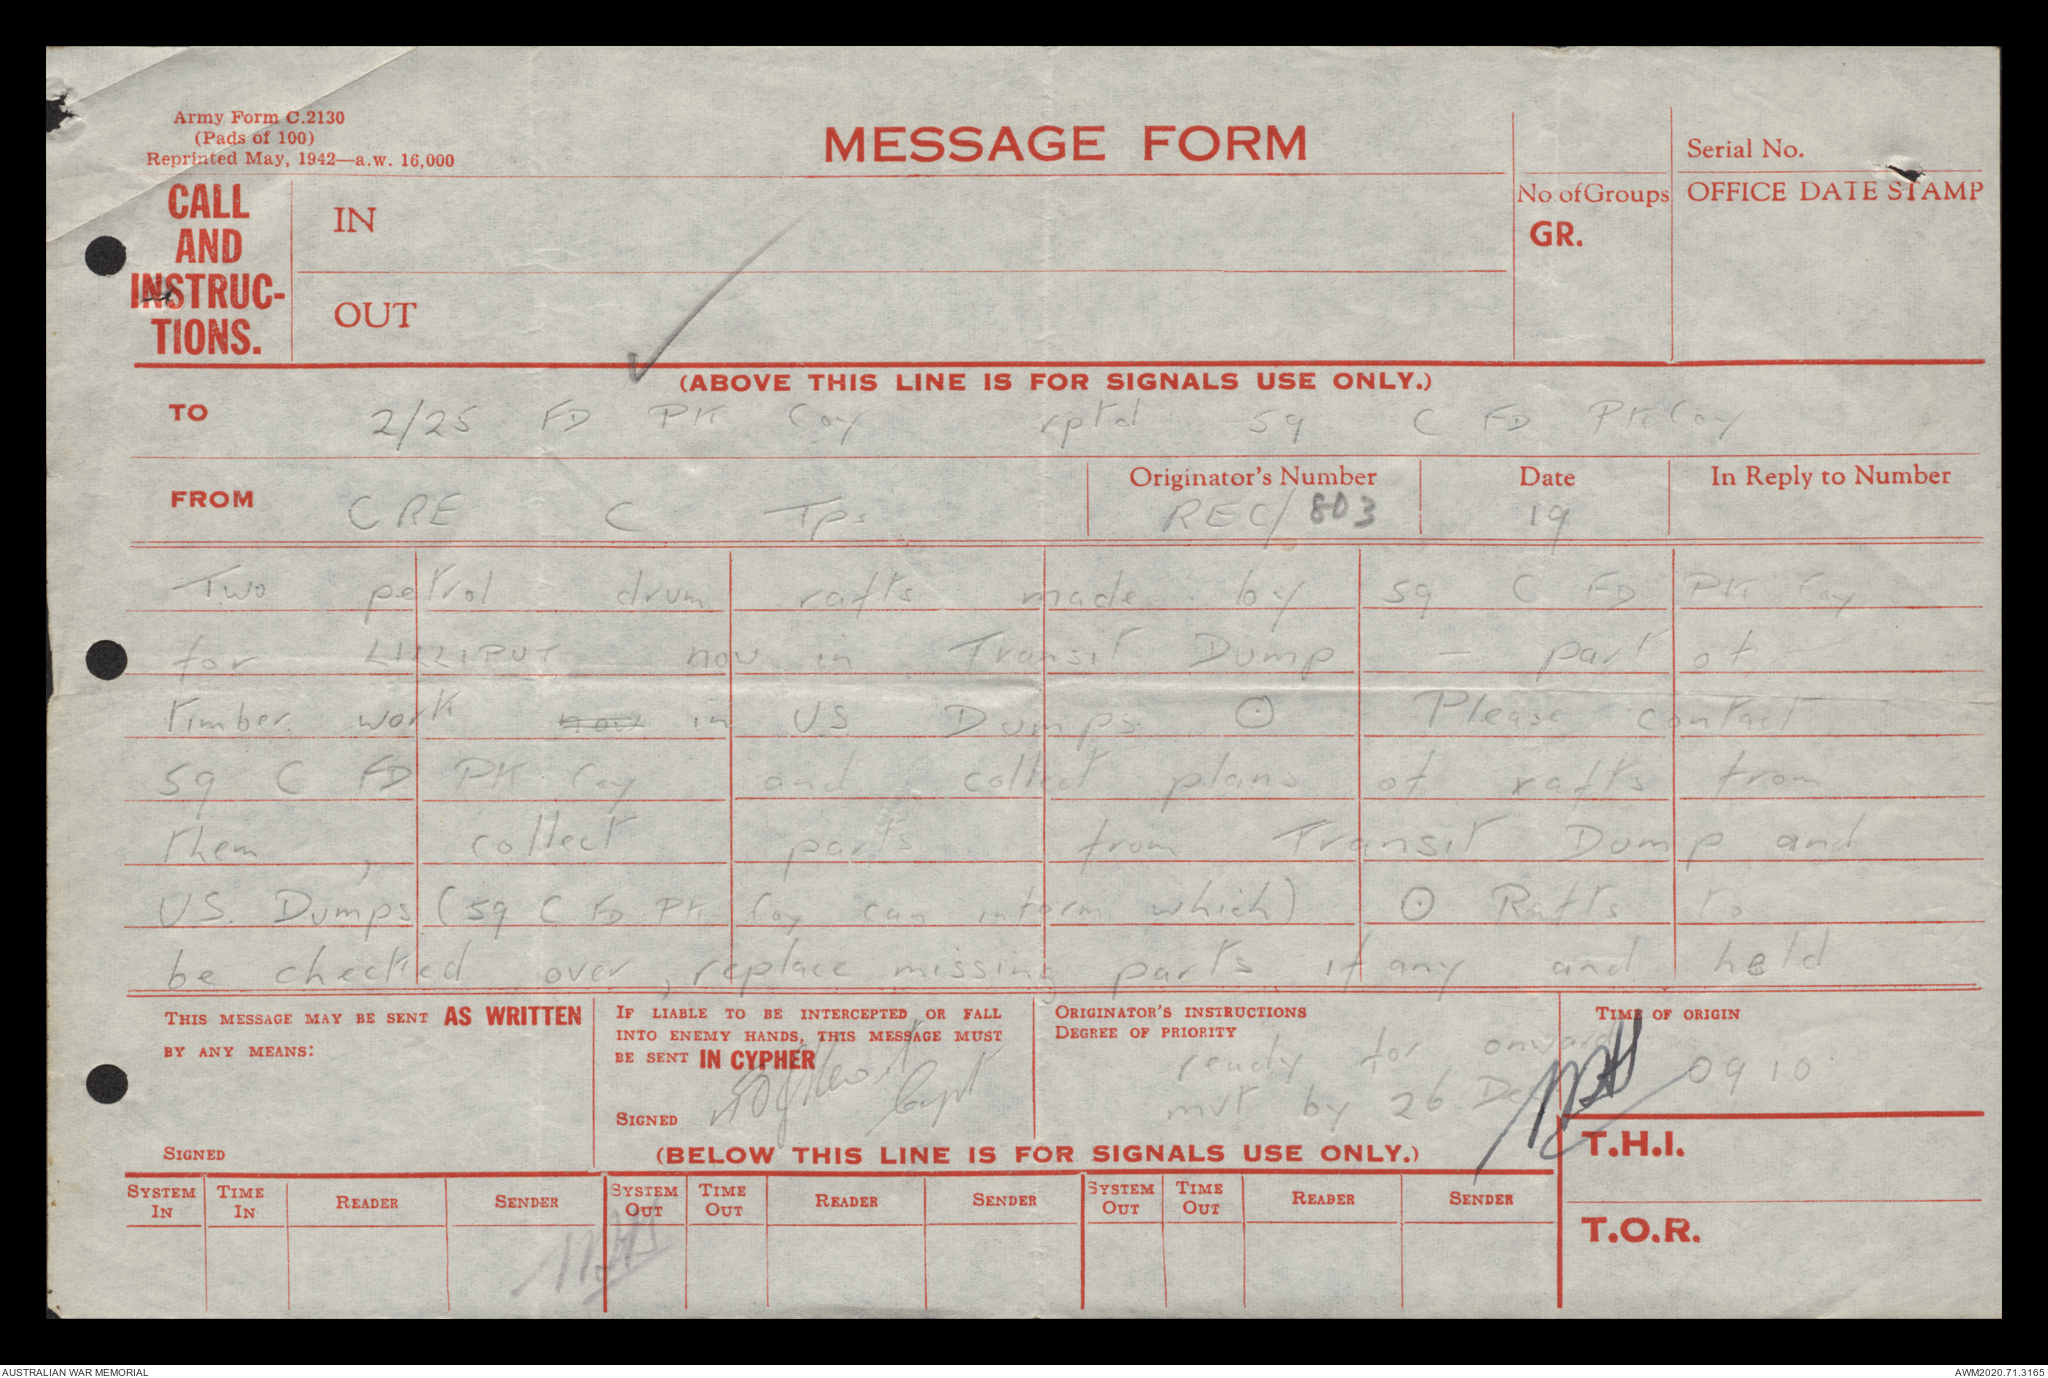 Army Form C.2130
(Pads of 100)
Reprinted May, 1942—a.w. 16,000
MESSAGE FORM
Serial No.
CALL AND INSTRUC- TIONS.
IN
OUT
No. of Groups
GR.
OFFICE DATE STAMP
(ABOVE THIS LINE IS FOR SIGNALS USE ONLY.)
TO 2/25 FD PK Coy rptd 59 C FD PK Coy
FROM CRE C Tps
Originator's Number REC/803
Date 19
In Reply to Number
Two petrol drum rafts made by 59 C FD PK Coy
for LILLIPUT now in Transit Dump - part of
timber work now in U.S Dumps ⊙ Please contact
59 C FD PK Coy and collect plans of rafts from
them, collect parts from Transit Dump and
US. Dumps (59 C FD PK Coy can inform which) ⊙ Rafts to
be checked over, replace missing parts if any and held
THIS MESSAGE MAY BE SENT AS WRITTEN
BY ANY MEANS:
SIGNED
IF LIABLE TO BE INTERCEPTED OR FALL
INTO ENEMY HANDS, THIS MESSAGE MUST
BE SENT IN CYPHER
SIGNED Capt
ORIGINATOR'S INSTRUCTIONS
DEGREE OF PRIORITY
ready for onward
mvt by 26 Dec
TIME OF ORIGIN
0910
T.H.I.
T.O.R.
(BELOW THIS LINE IS FOR SIGNALS USE ONLY.)
SYSTEM IN TIME IN READER SENDER SYSTEM OUT TIME OUT READER SENDER SYSTEM OUT TIME OUT READER SENDER
AUSTRALIAN WAR MEMORIAL
AWM2020.71.3165